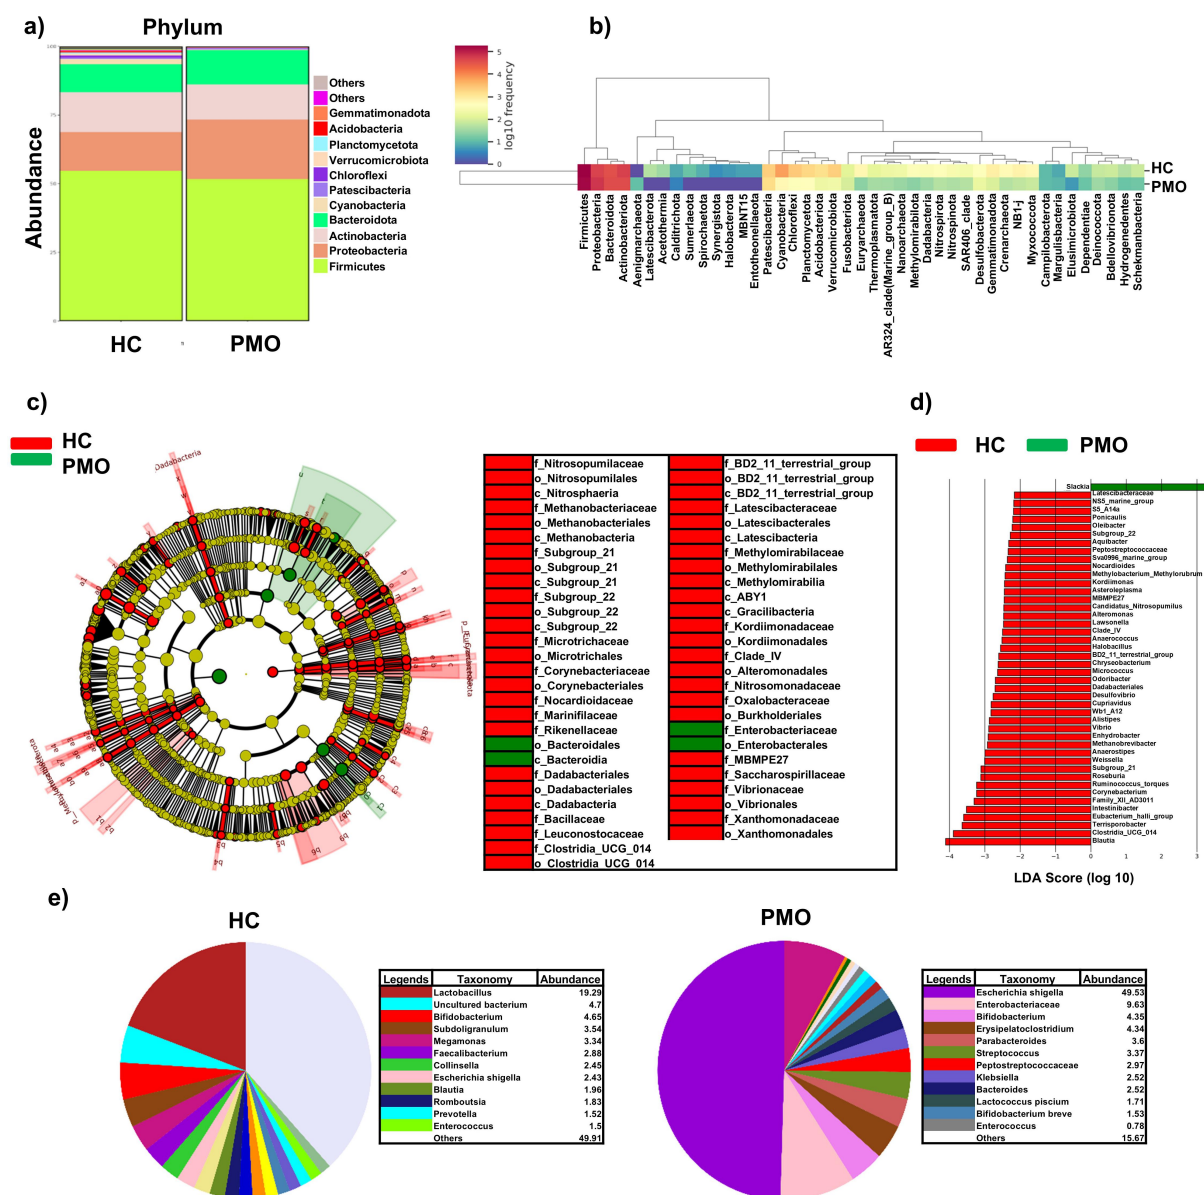 a)
Phylum
Abundance
100
75
50
25
0
HC
PMO
Others
Others
Gemmatimonadota
Acidobacteria
Planctomycetota
Verrucomicrobiota
Chloroflexi
Patescibacteria
Cyanobacteria
Bacteroidota
Actinobacteria
Proteobacteria
Firmicutes
b)
5
4
3
2
1
0
log10 frequency
HC
PMO
Firmicutes
Proteobacteria
Bacteroidota
Actinobacteriota
Aenigmarchaeota
Latescibacterota
Acetothermia
Calditrichota
Sumerlaeota
Spirochaetota
Synergistota
Halobacterota
MBNT15
Entotheonellaeota
Patescibacteria
Cyanobacteria
Chloroflexi
Planctomycetota
Acidobacteriota
Verrucomicrobiota
Fusobacteriota
Euryarchaeota
Thermoplasmatota
AR324_clade(Marine_group_B)
Nanoarchaeota
Methylomirabilota
Dadabacteria
Nitrospirota
Nitrospinota
SAR406_clade
Desulfobacterota
Gemmatimonadota
Crenarchaeota
NB1-j
Myxococcota
Campilobacterota
Margulisbacteria
Elusimicrobiota
Dependentiae
Deinococcota
Bdellovibrionota
Hydrogenedentes
Schekmanbacteria
c)
HC
PMO
f_Nitrosopumilaceae
o_Nitrosopumilales
c_Nitrosphaeria
f_Methanobacteriaceae
o_Methanobacteriales
c_Methanobacteria
f_Subgroup_21
o_Subgroup_21
c_Subgroup_21
f_Subgroup_22
o_Subgroup_22
c_Subgroup_22
f_Microtrichaceae
o_Microtrichales
f_Corynebacteriaceae
o_Corynebacteriales
f_Nocardioidaceae
f_Marinifilaceae
f_Rikenellaceae
o_Bacteroidales
c_Bacteroidia
f_Dadabacteriales
o_Dadabacteriales
c_Dadabacteria
f_Bacillaceae
f_Leuconostocaceae
f_Clostridia_UCG_014
o_Clostridia_UCG_014
f_BD2_11_terrestrial_group
o_BD2_11_terrestrial_group
c_BD2_11_terrestrial_group
f_Latescibacteraceae
o_Latescibacterales
c_Latescibacteria
f_Methylomirabilaceae
o_Methylomirabilales
c_Methylomirabilia
c_ABY1
c_Gracilibacteria
f_Kordiimonadaceae
o_Kordiimonadales
f_Clade_IV
o_Alteromonadales
f_Nitrosomonadaceae
f_Oxalobacteraceae
o_Burkholderiales
f_Enterobacteriaceae
o_Enterobacterales
f_MBMPE27
f_Saccharospirillaceae
f_Vibrionaceae
o_Vibrionales
f_Xanthomonadaceae
o_Xanthomonadales
d)
HC
PMO
Slackia
Latescibacteraceae
NS5_marine_group
S5_A14a
Ponicaulis
Oleibacter
Subgroup_22
Aquibacter
Peptostreptococcaceae
Sva0996_marine_group
Nocardioides
Methylobacterium_Methylorubrum
Kordiimonas
Asteroleplasma
MBMPE27
Candidatus_Nitrosopumilus
Alteromonas
Lawsonella
Clade_IV
Anaerococcus
Halobacillus
BD2_11_terrestrial_group
Chryseobacterium
Micrococcus
Odoribacter
Dadabacteriales
Desulfovibrio
Cupriavidus
Wb1_A12
Alistipes
Vibrio
Enhydrobacter
Methanobrevibacter
Anaerostipes
Weissella
Subgroup_21
Roseburia
Ruminococcus_torques
Corynebacterium
Family_XII_AD3011
Intestinibacter
Eubacterium_halli_group
Terrisporobacter
Clostridia_UCG_014
Blautia
−4 −3 −2 −1 0 1 2 3
LDA Score (log 10)
e)
HC
Legends Taxonomy Abundance
Lactobacillus 19.29
Uncultured bacterium 4.7
Bifidobacterium 4.65
Subdoligranulum 3.54
Megamonas 3.34
Faecalibacterium 2.88
Collinsella 2.45
Escherichia shigella 2.43
Blautia 1.96
Romboutsia 1.83
Prevotella 1.52
Enterococcus 1.5
Others 49.91
PMO
Legends Taxonomy Abundance
Escherichia shigella 49.53
Enterobacteriaceae 9.63
Bifidobacterium 4.35
Erysipelatoclostridium 4.34
Parabacteroides 3.6
Streptococcus 3.37
Peptostreptococcaceae 2.97
Klebsiella 2.52
Bacteroides 2.52
Lactococcus piscium 1.71
Bifidobacterium breve 1.53
Enterococcus 0.78
Others 15.67